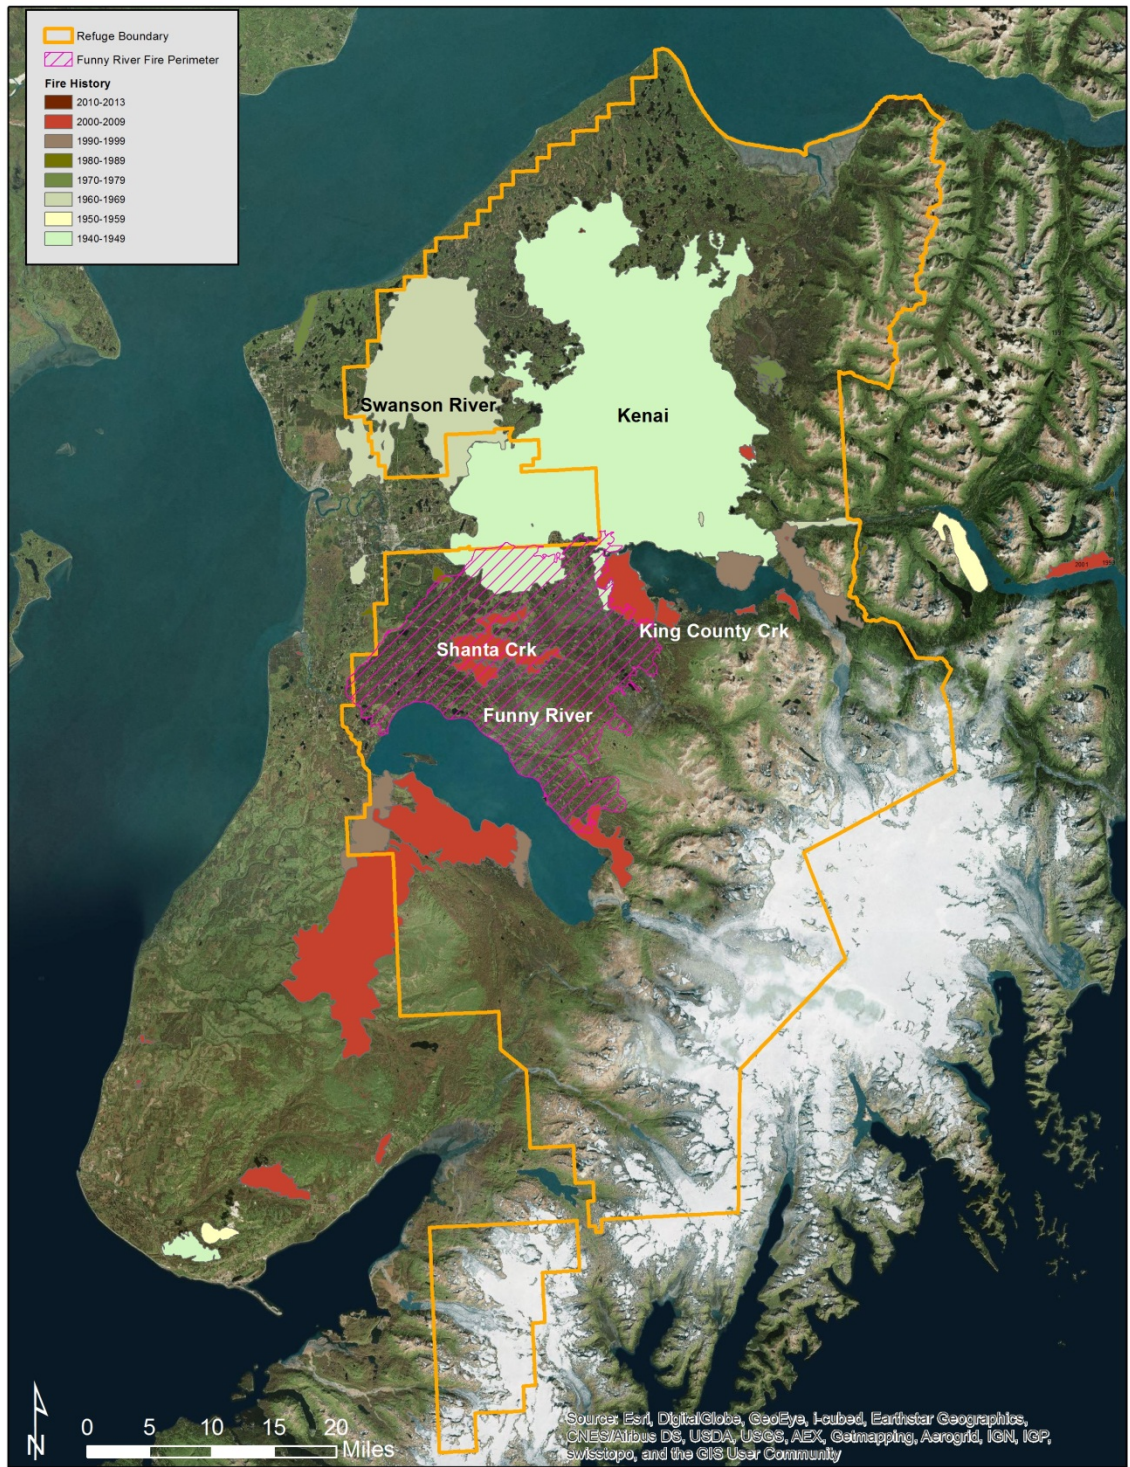 Refuge Boundary
Funny River Fire Perimeter
Fire History
2010-2013
2000-2009
1990-1999
1980-1989
1970-1979
1960-1969
1950-1959
1940-1949
Swanson River
Kenai
2001
King County Crk
Shanta Crk
Funny River
N
0 5 10 15 20
Miles
Source: Esri, DigitalGlobe, GeoEye, i-cubed, Earthstar Geographics,
CNES/Airbus DS, USDA, USGS, AEX, Getmapping, Aerogrid, IGN, IGP,
swisstopo, and the GIS User Community